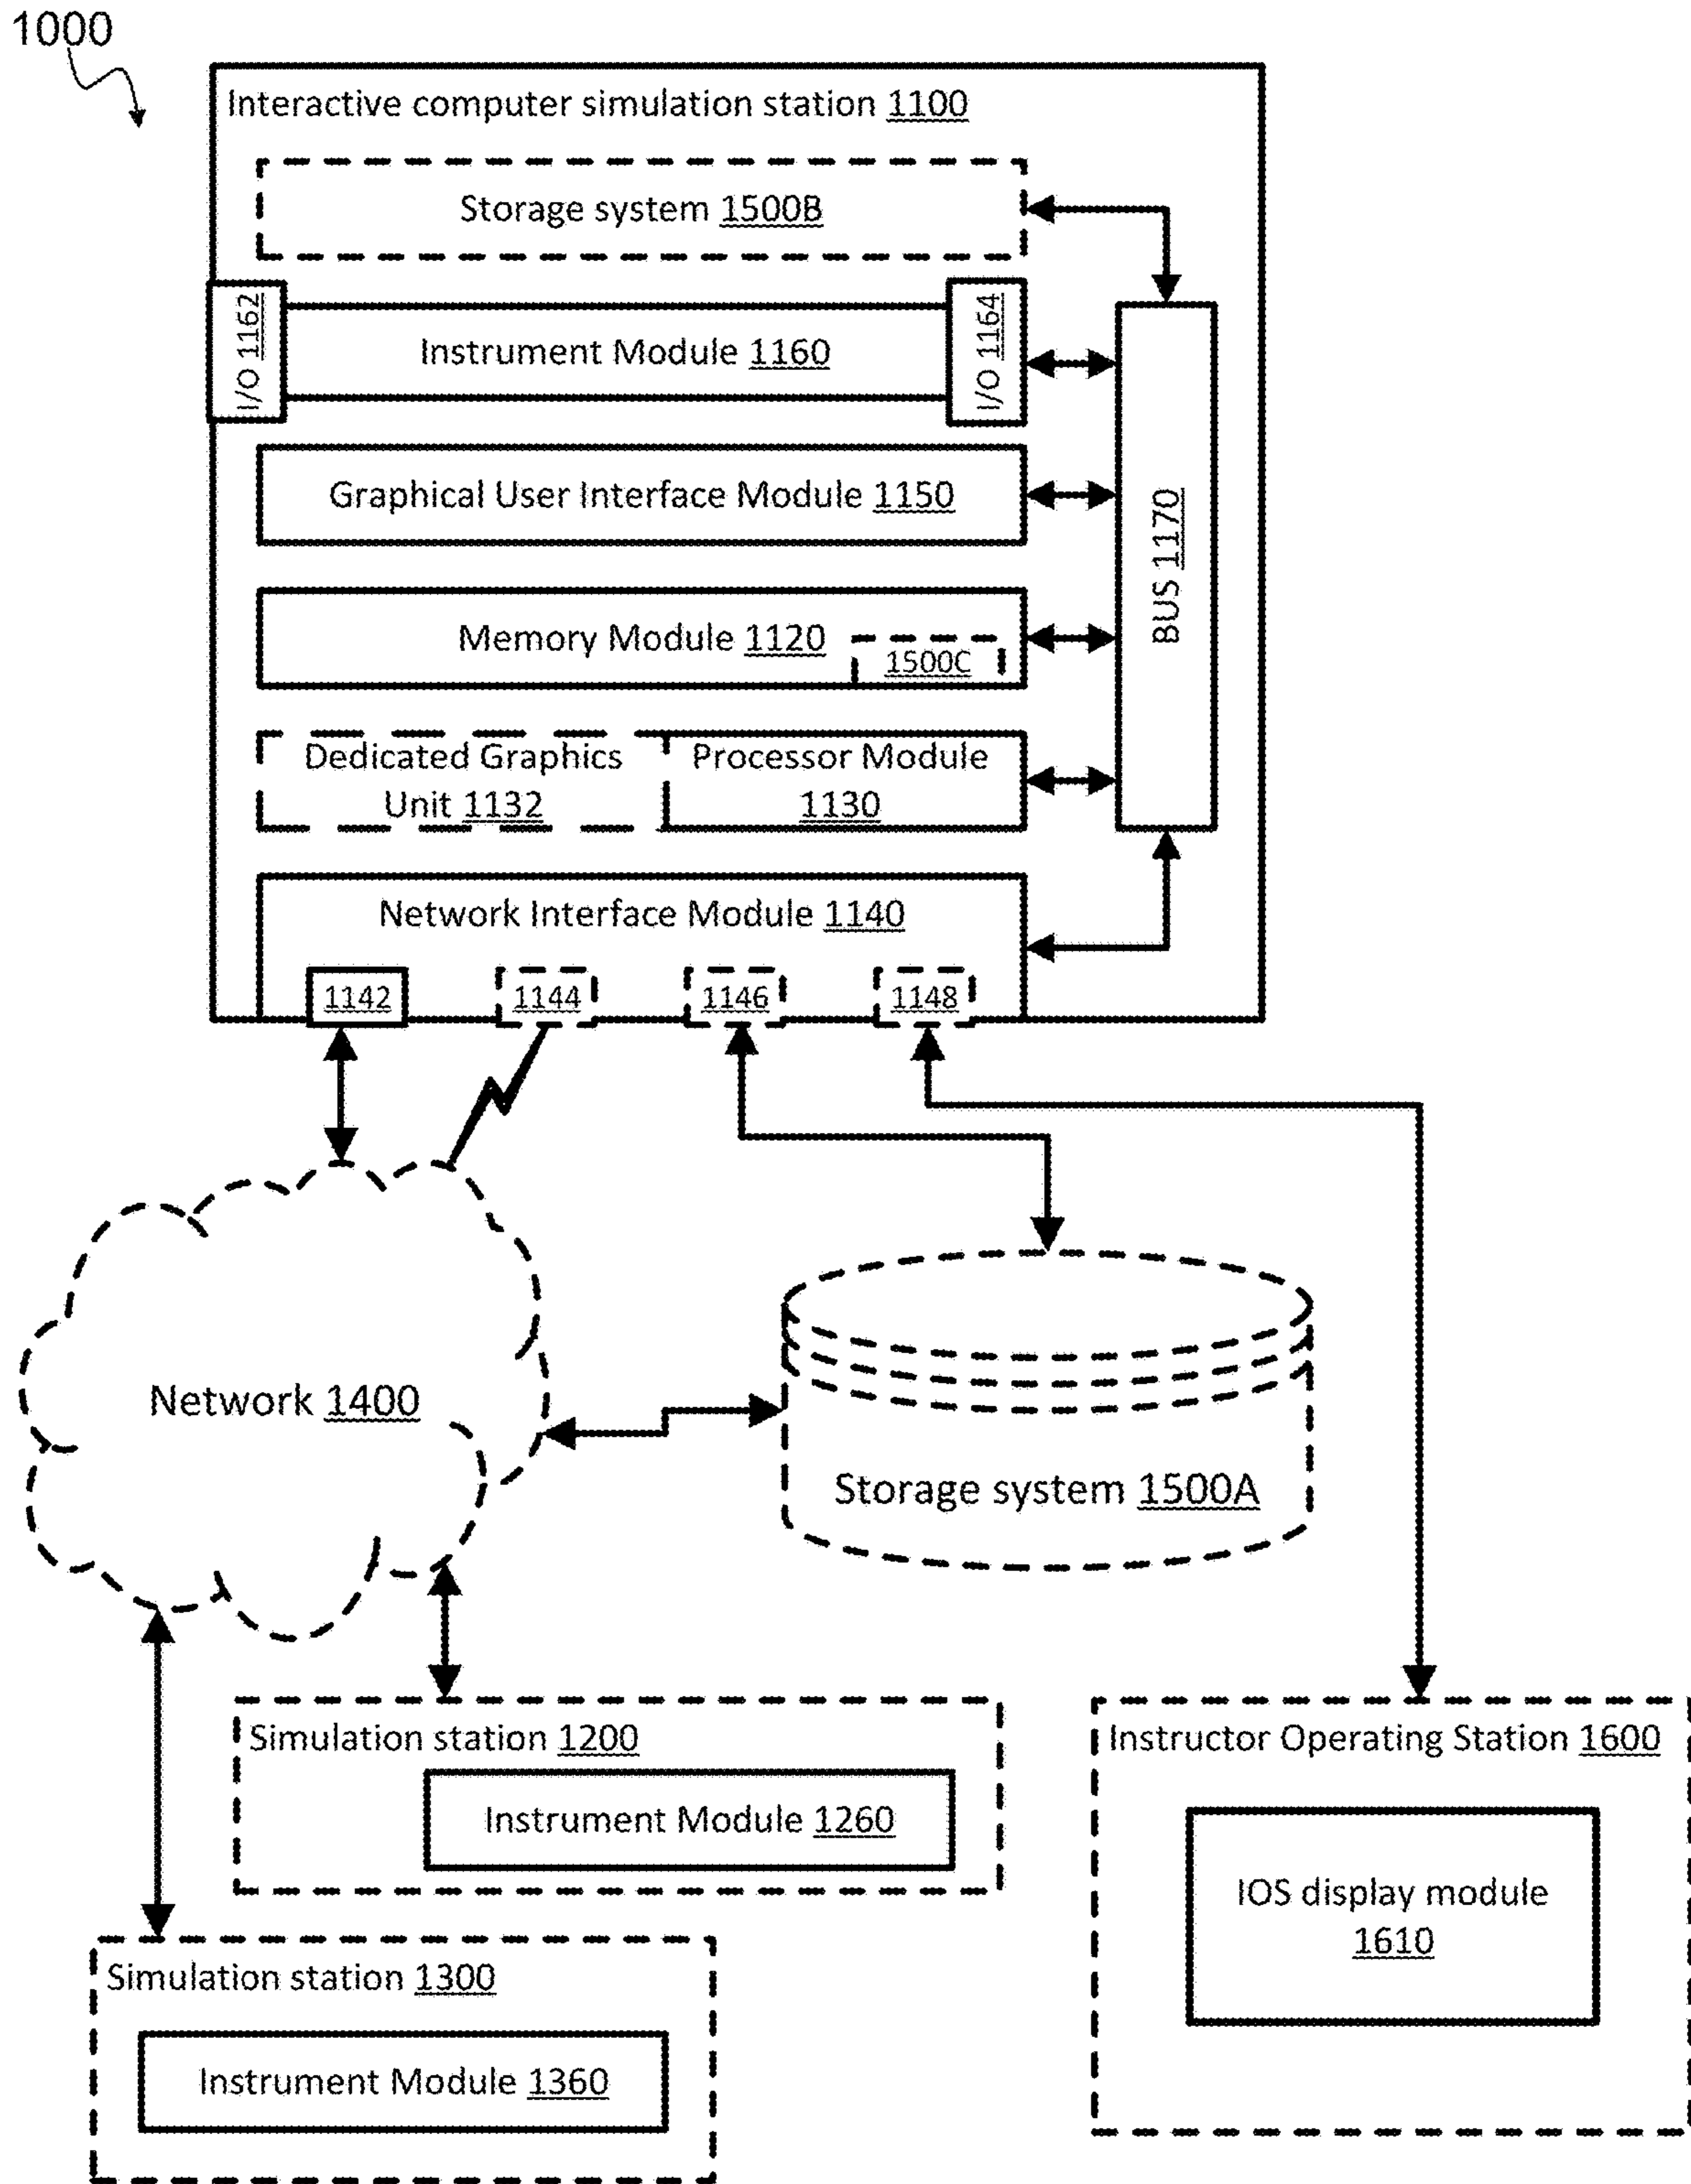 1000
Interactive computer simulation station 1100
Storage system 1500B
I/O 1162
Instrument Module 1160
I/O 1164
Graphical User Interface Module 1150
BUS 1170
Memory Module 1120
1500C
Dedicated Graphics
Unit 1132
Processor Module
1130
Network Interface Module 1140
1142
1144
1146
1148
Network 1400
Storage system 1500A
Simulation station 1200
Instrument Module 1260
Instructor Operating Station 1600
IOS display module
1610
Simulation station 1300
Instrument Module 1360